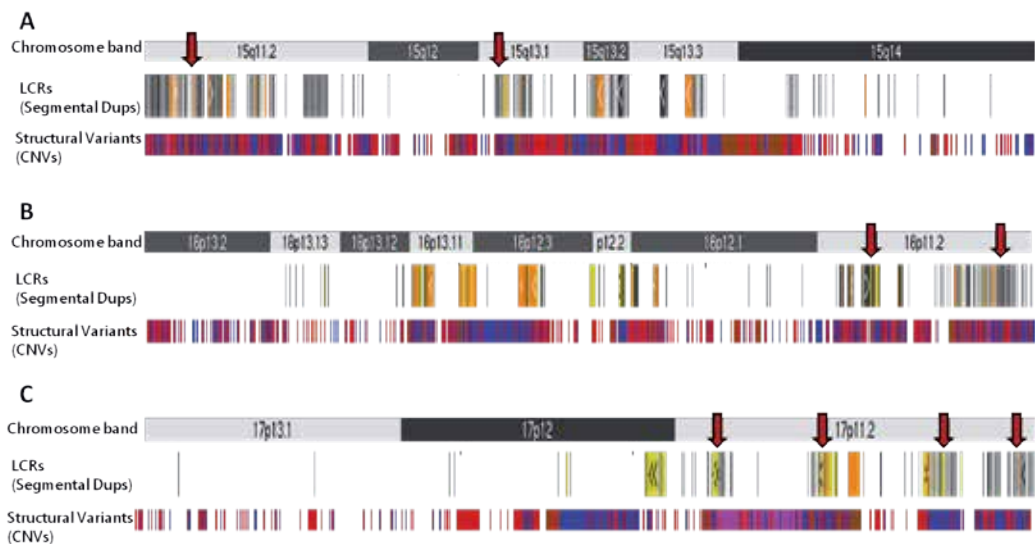 A
Chromosome band 15q11.2 15q12 15q13.1 15q13.2 15q13.3 15q14
LCRs
(Segmental Dups)
Structural Variants
(CNVs)
B
Chromosome band 16p13.2 16p13.13 16p13.12 16p13.11 16p12.3 p12.2 16p12.1 16p11.2
LCRs
(Segmental Dups)
Structural Variants
(CNVs)
C
Chromosome band 17p13.1 17p12 17p11.2
LCRs
(Segmental Dups)
Structural Variants
(CNVs)